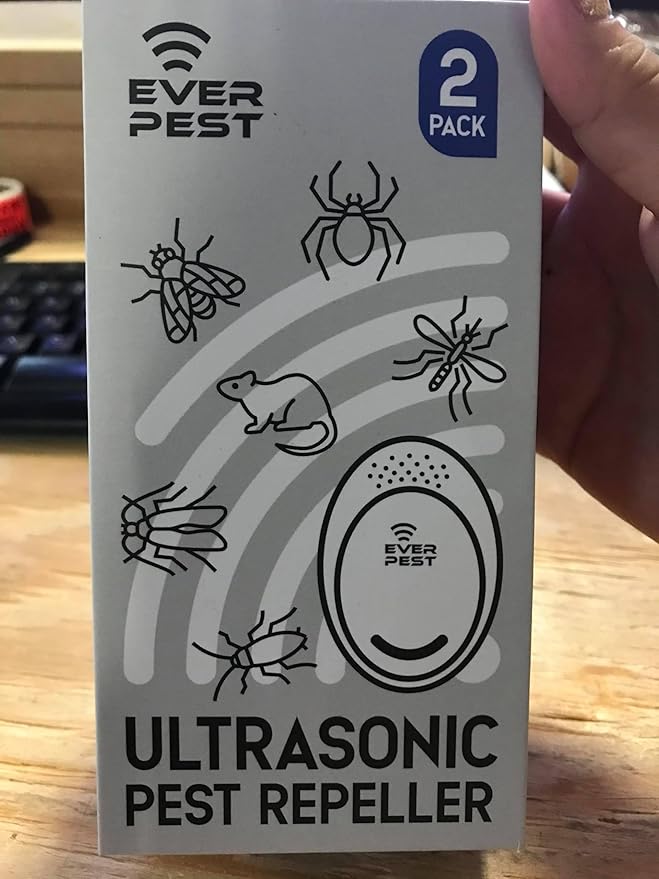 EVER
PEST
2
PACK
EVER
PEST
ULTRASONIC
PEST REPELLER